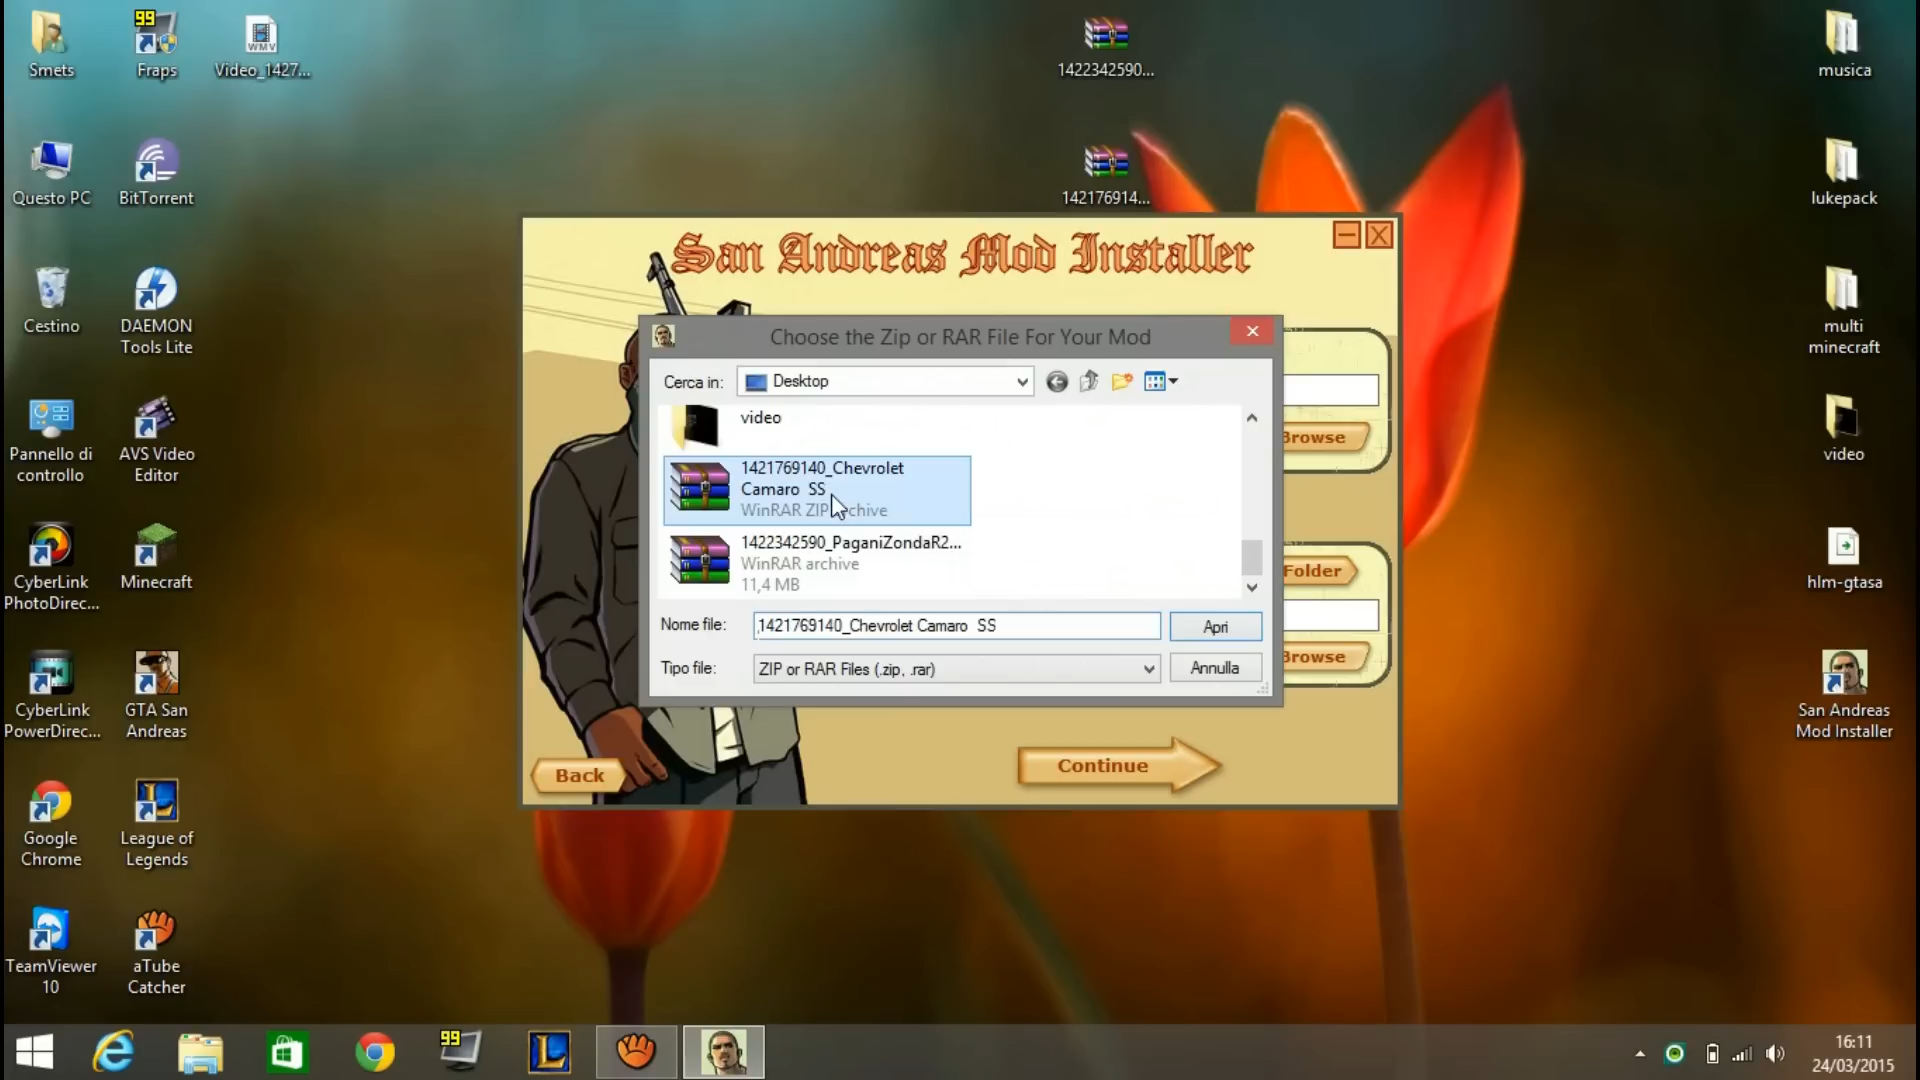 Smets
Fraps
Video_1427...
1422342590...
musica
Questo PC
BitTorrent
142176914...
lukepack
Cestino
DAEMON
Tools Lite
multi
minecraft
Pannello di
controllo
AVS Video
Editor
video
CyberLink
PhotoDirec...
Minecraft
hlm-gtasa
CyberLink
PowerDirec...
GTA San
Andreas
San Andreas
Mod Installer
Google
Chrome
League of
Legends
TeamViewer
10
aTube
Catcher
San Andreas Mod Installer
Choose the Zip or RAR File For Your Mod
Cerca in:
Desktop
video
1421769140_Chevrolet
Camaro  SS
WinRAR ZIP archive
1422342590_PaganiZondaR2...
WinRAR archive
11,4 MB
Nome file:
1421769140_Chevrolet Camaro  SS
Apri
Tipo file:
ZIP or RAR Files (.zip, .rar)
Annulla
Browse
Folder
Browse
Back
Continue
99
99
WMV
L
16:11
24/03/2015